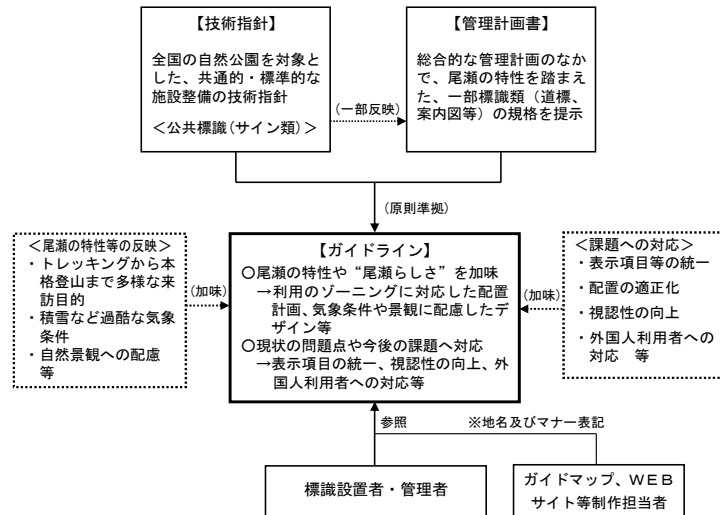 【技術指針】
全国の自然公園を対象と
した、共通的・標準的な
施設整備の技術指針
＜公共標識（サイン類）＞
（一部反映）
【管理計画書】
総合的な管理計画のなか
で、尾瀬の特性を踏まえ
た、一部標識類（道標、
案内図等）の規格を提示
（原則準拠）
＜尾瀬の特性等の反映＞
・トレッキングから本
格登山まで多様な来
訪目的
・積雪など過酷な気象
条件
・自然景観への配慮
等
（加味）
【ガイドライン】
○尾瀬の特性や“尾瀬らしさ”を加味
→利用のゾーニングに対応した配置
計画、気象条件や景観に配慮したデ
ザイン等
○現状の問題点や今後の課題へ対応
→表示項目の統一、視認性の向上、外
国人利用者への対応等
（加味）
＜課題への対応＞
・表示項目等の統一
・配置の適正化
・視認性の向上
・外国人利用者への
対応　等
参照
※地名及びマナー表記
標識設置者・管理者
ガイドマップ、ＷＥＢ
サイト等制作担当者